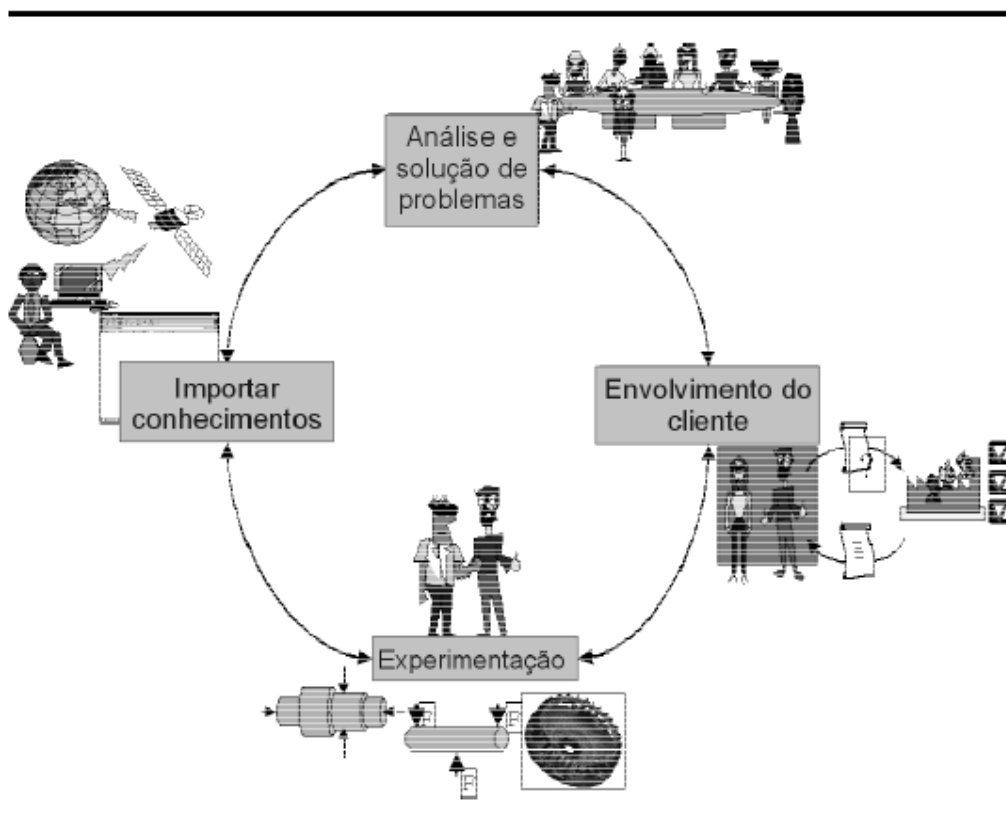 Análise e
solução de
problemas
Importar
conhecimentos
Envolvimento do
cliente
Experimentação
F
F
F